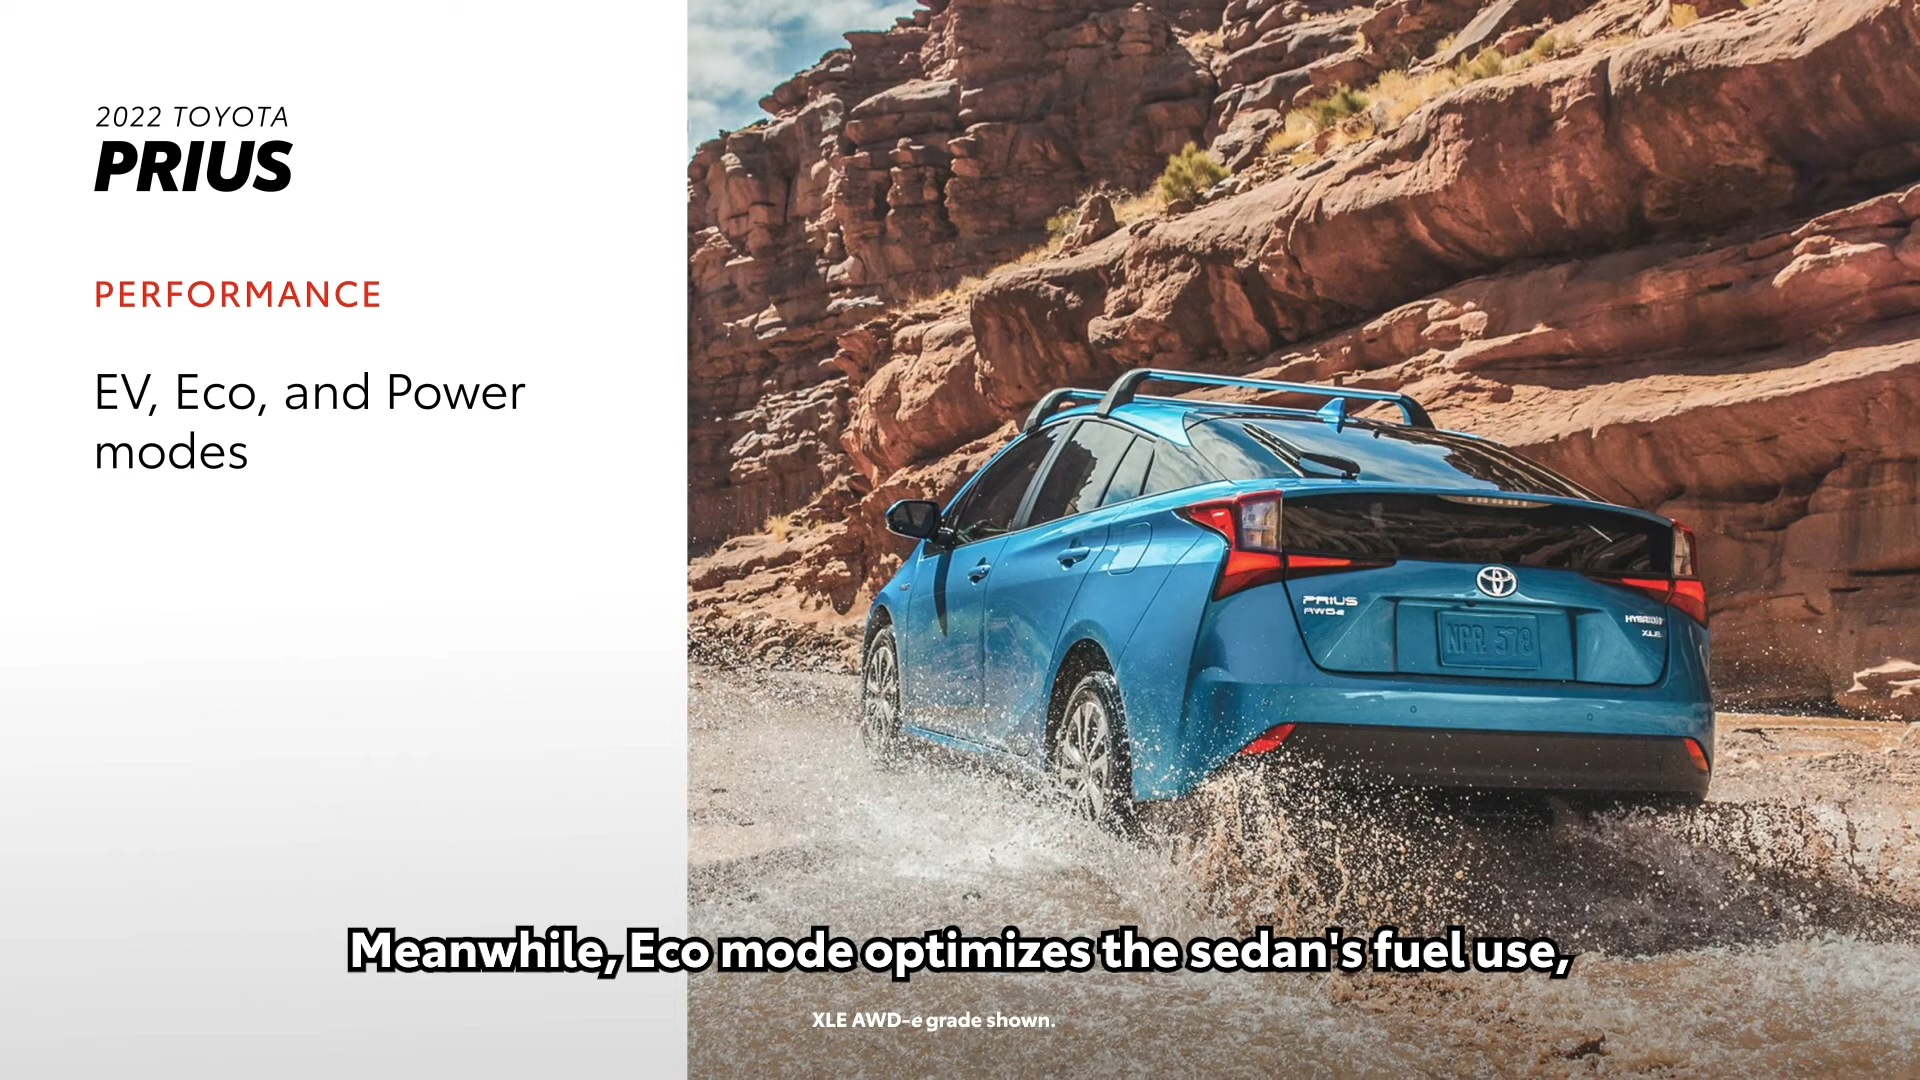 2022 TOYOTA
PRIUS
PERFORMANCE
EV, Eco, and Power
modes
PRIUS
AWD-e
HYBRID
XLE
NPR 578
Meanwhile, Eco mode optimizes the sedan's fuel use,
XLE AWD-e grade shown.